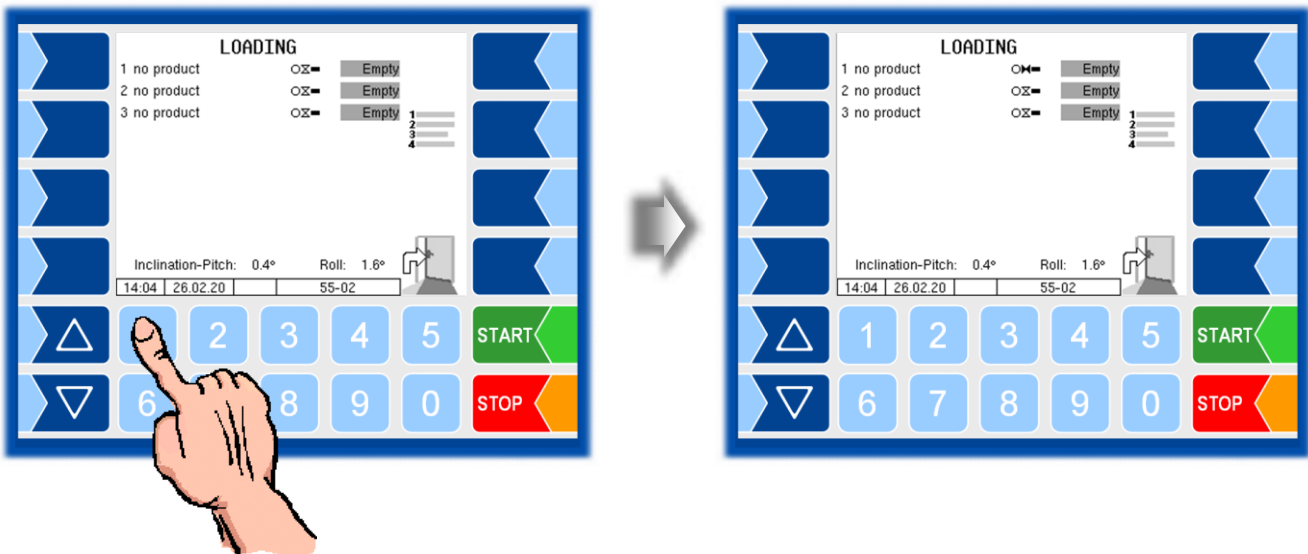 LOADING
1 no product Empty
2 no product Empty
3 no product Empty
1
2
3
4
Inclination-Pitch: 0.4° Roll: 1.6°
14:04 26.02.20 55-02
2 3 4 5 START
6 8 9 0 STOP
LOADING
1 no product Empty
2 no product Empty
3 no product Empty
1
2
3
4
Inclination-Pitch: 0.4° Roll: 1.6°
14:04 26.02.20 55-02
1 2 3 4 5 START
6 7 8 9 0 STOP